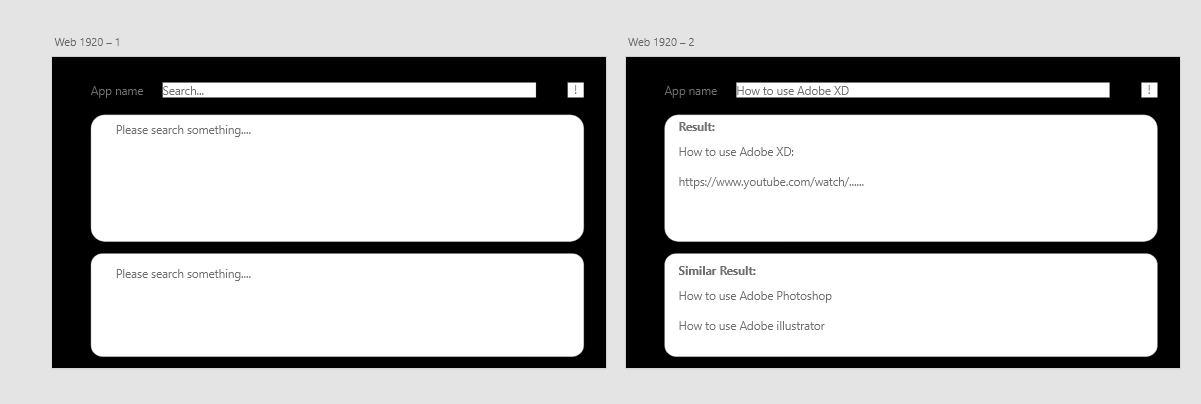 Web 1920 – 1
App name
Search...
!
Please search something....
Please search something....
Web 1920 – 2
App name
How to use Adobe XD
!
Result:
How to use Adobe XD:
https://www.youtube.com/watch/......
Similar Result:
How to use Adobe Photoshop
How to use Adobe illustrator